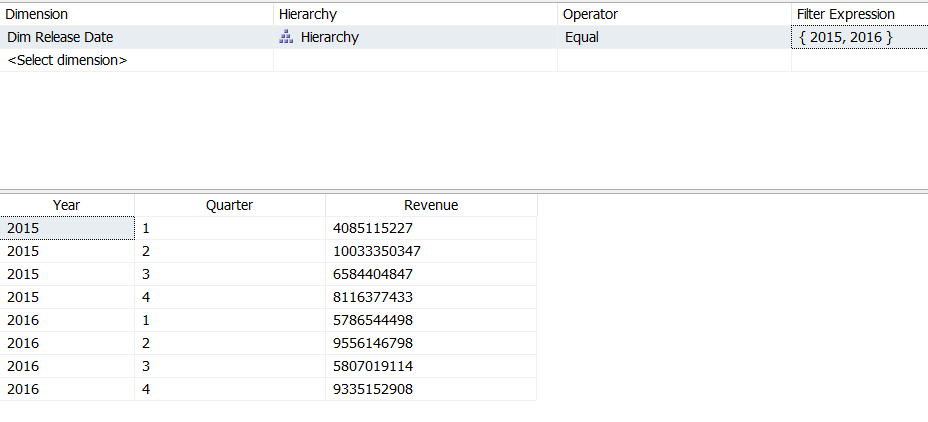 Dimension Hierarchy Operator Filter Expression
Dim Release Date Hierarchy Equal { 2015, 2016 }
<Select dimension>
Year Quarter Revenue
2015 1 4085115227
2015 2 10033350347
2015 3 6584404847
2015 4 8116377433
2016 1 5786544498
2016 2 9556146798
2016 3 5807019114
2016 4 9335152908